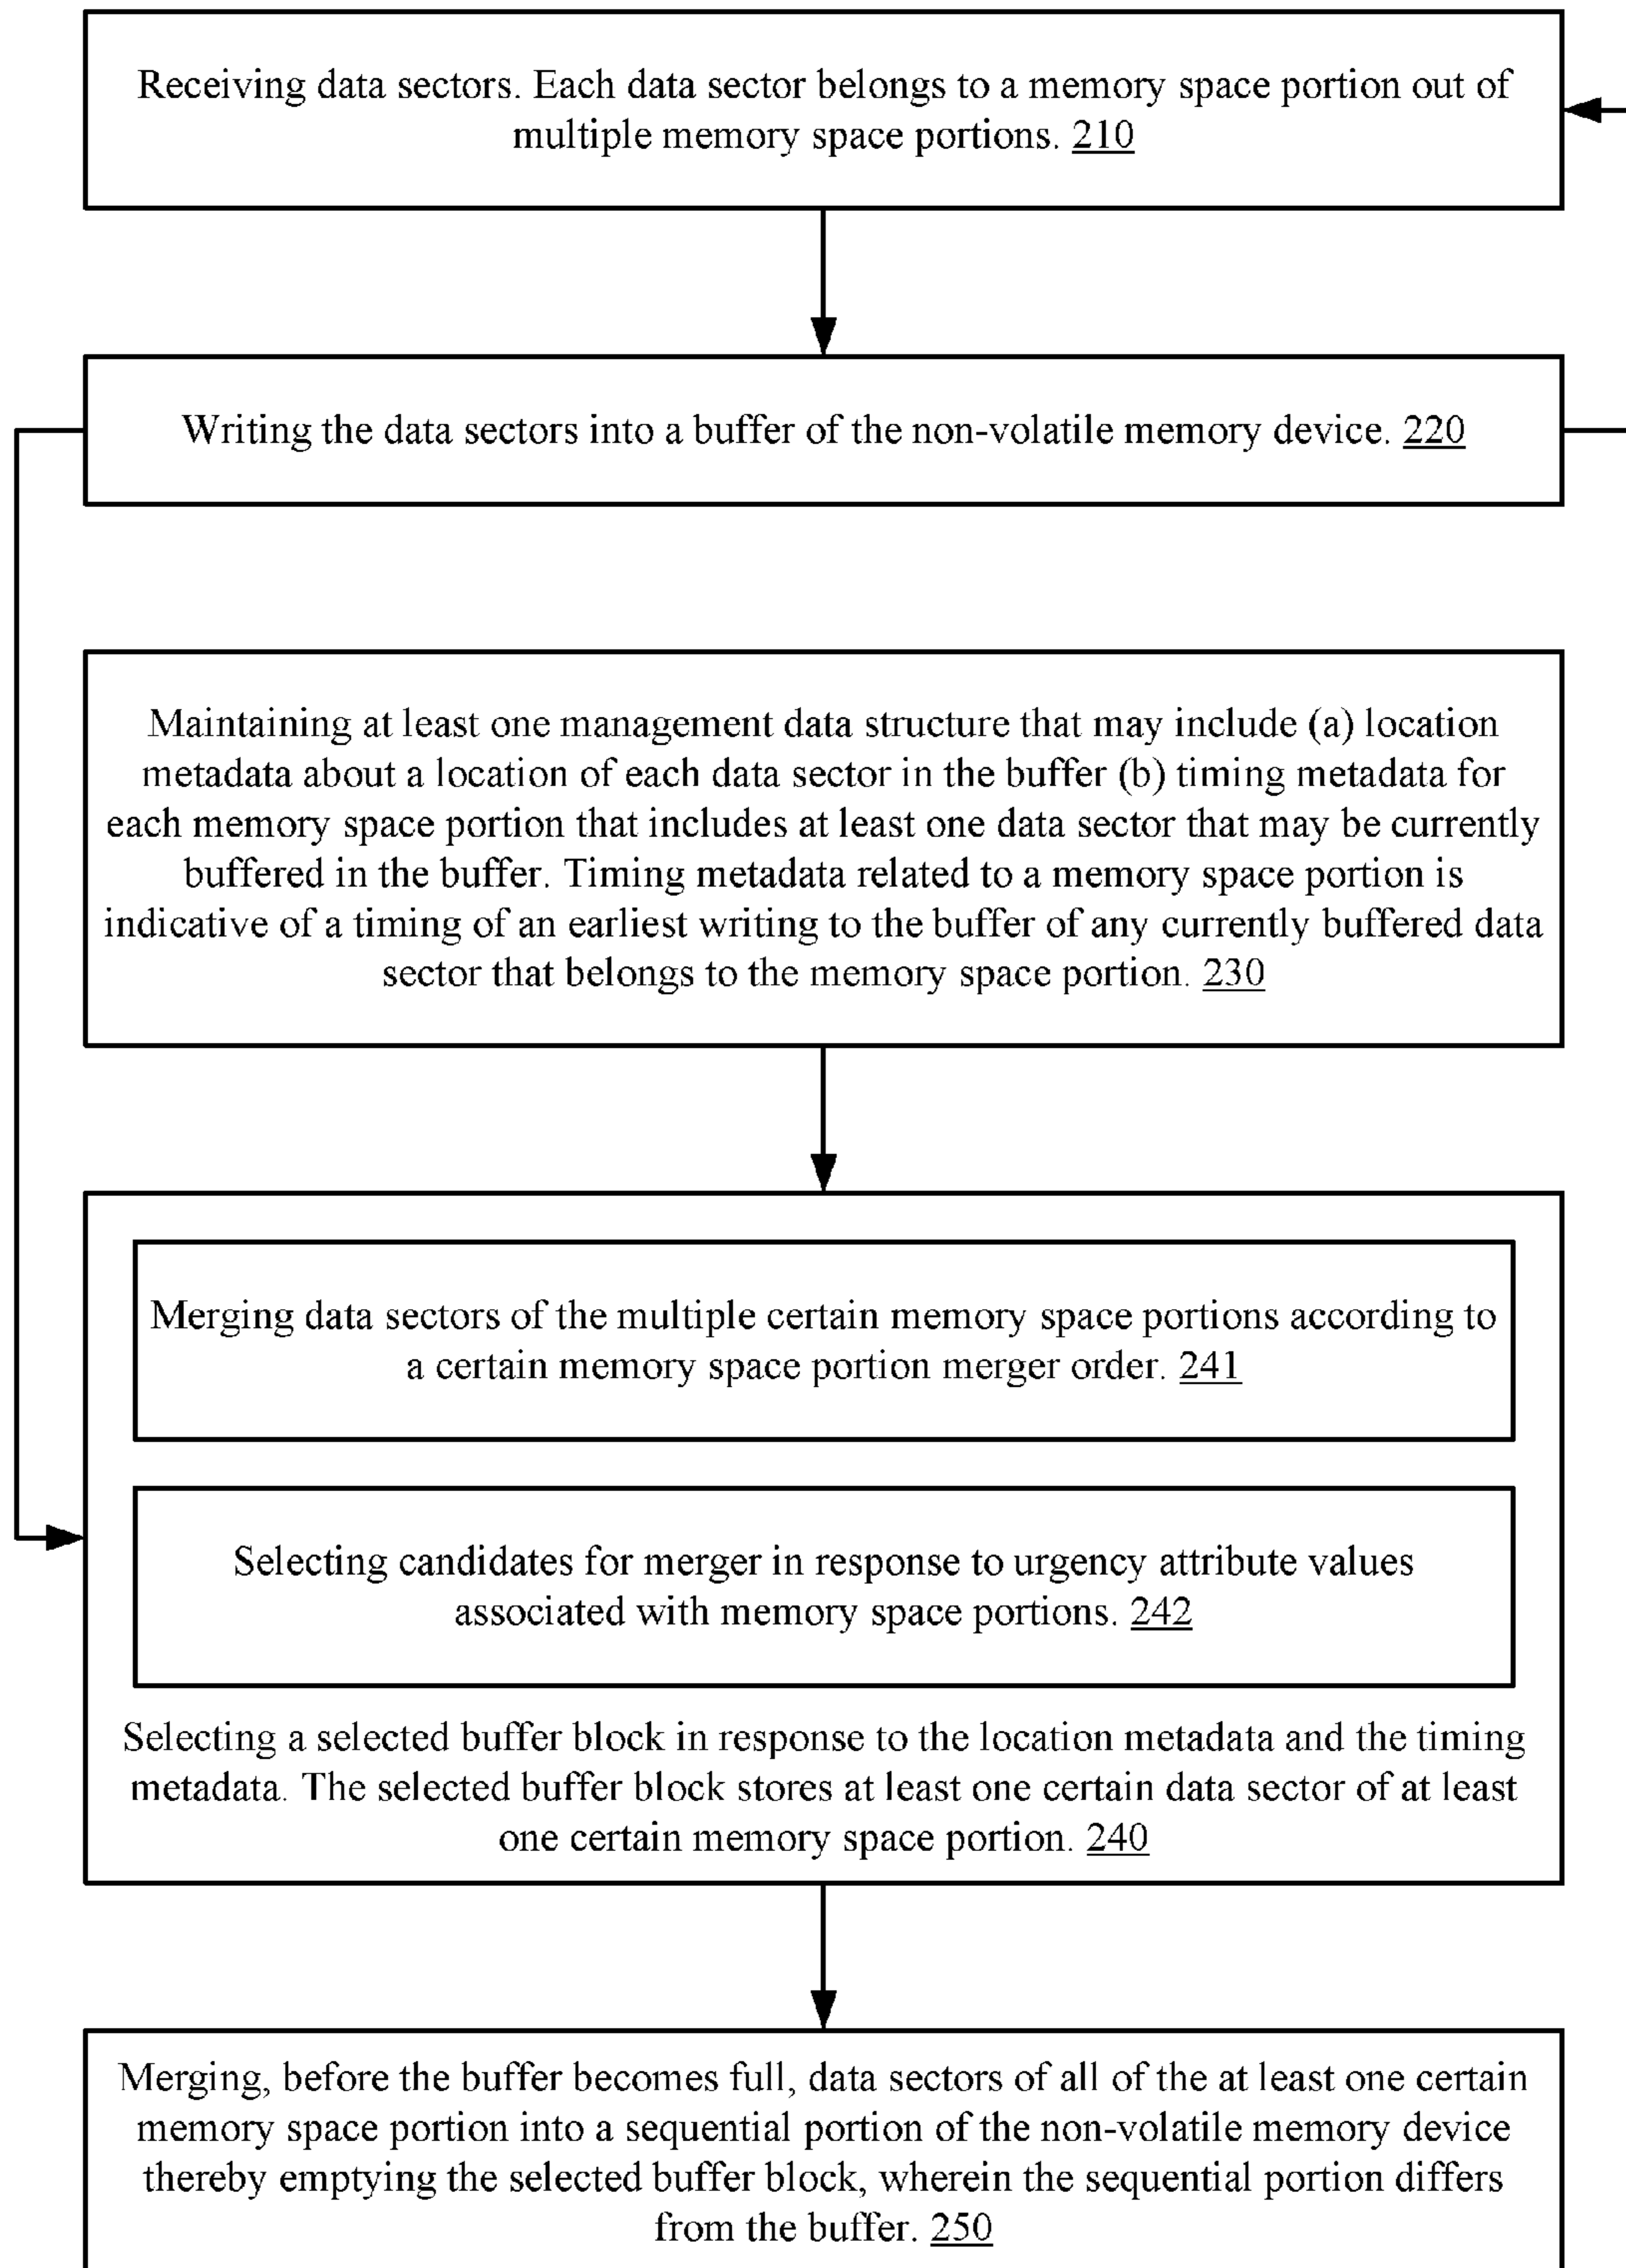 Receiving data sectors. Each data sector belongs to a memory space portion out of
multiple memory space portions. 210
Writing the data sectors into a buffer of the non-volatile memory device. 220
Maintaining at least one management data structure that may include (a) location
metadata about a location of each data sector in the buffer (b) timing metadata for
each memory space portion that includes at least one data sector that may be currently
buffered in the buffer. Timing metadata related to a memory space portion is
indicative of a timing of an earliest writing to the buffer of any currently buffered data
sector that belongs to the memory space portion. 230
Merging data sectors of the multiple certain memory space portions according to
a certain memory space portion merger order. 241
Selecting candidates for merger in response to urgency attribute values
associated with memory space portions. 242
Selecting a selected buffer block in response to the location metadata and the timing
metadata. The selected buffer block stores at least one certain data sector of at least
one certain memory space portion. 240
Merging, before the buffer becomes full, data sectors of all of the at least one certain
memory space portion into a sequential portion of the non-volatile memory device
thereby emptying the selected buffer block, wherein the sequential portion differs
from the buffer. 250